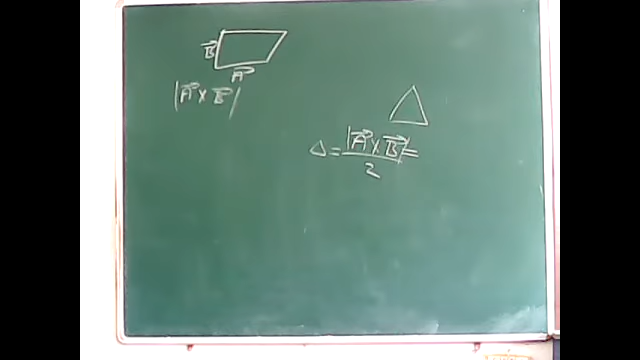 B⃗
A⃗
|A⃗ × B⃗|
Δ = |A⃗ × B⃗| / 2 =